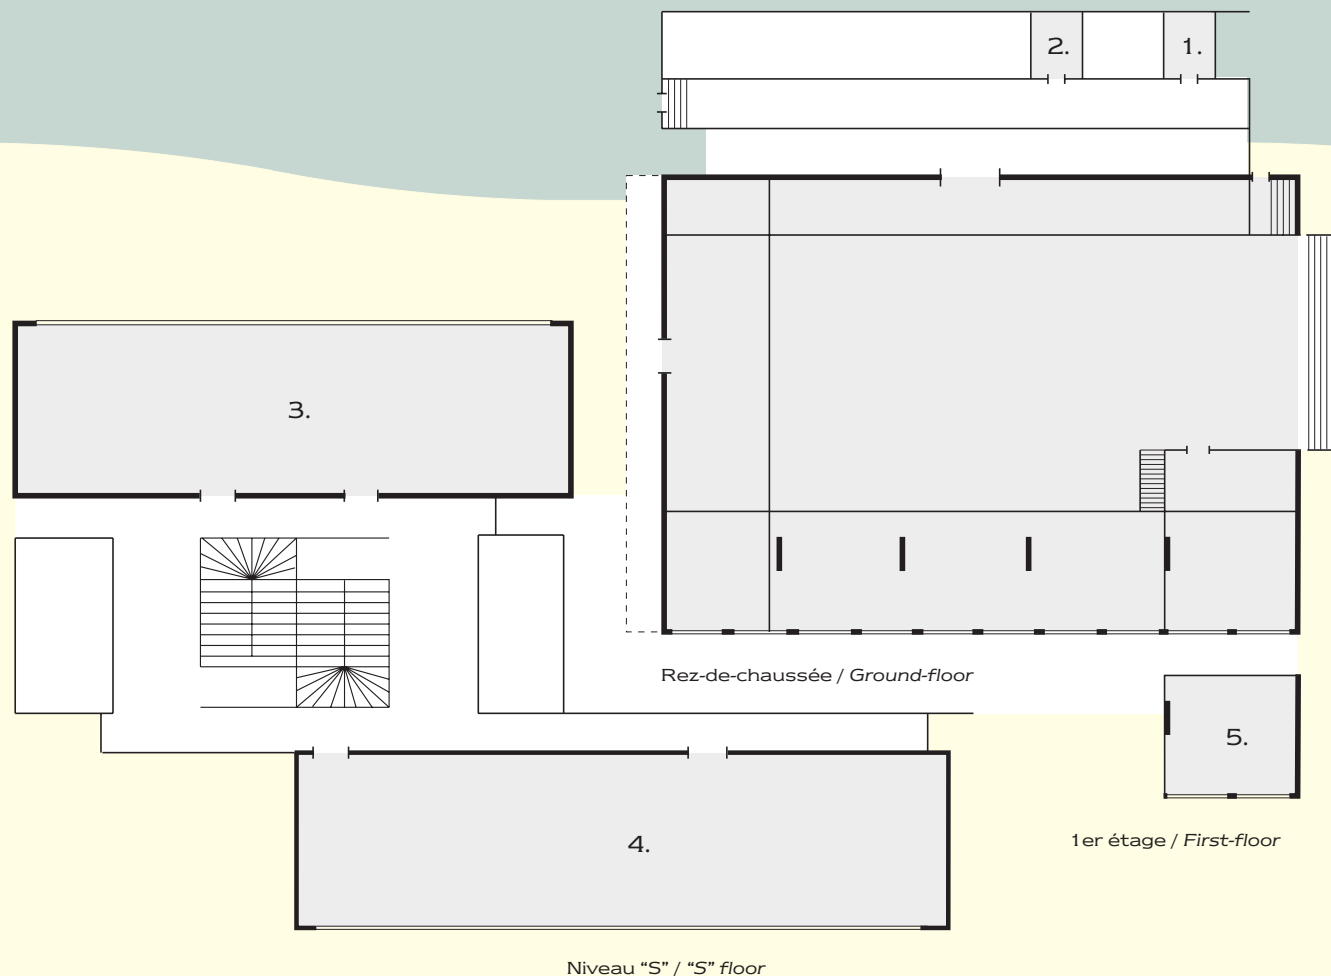 2.
1.
3.
Rez-de-chaussée / Ground-floor
5.
4.
1er étage / First-floor
Niveau “S” / “S” floor